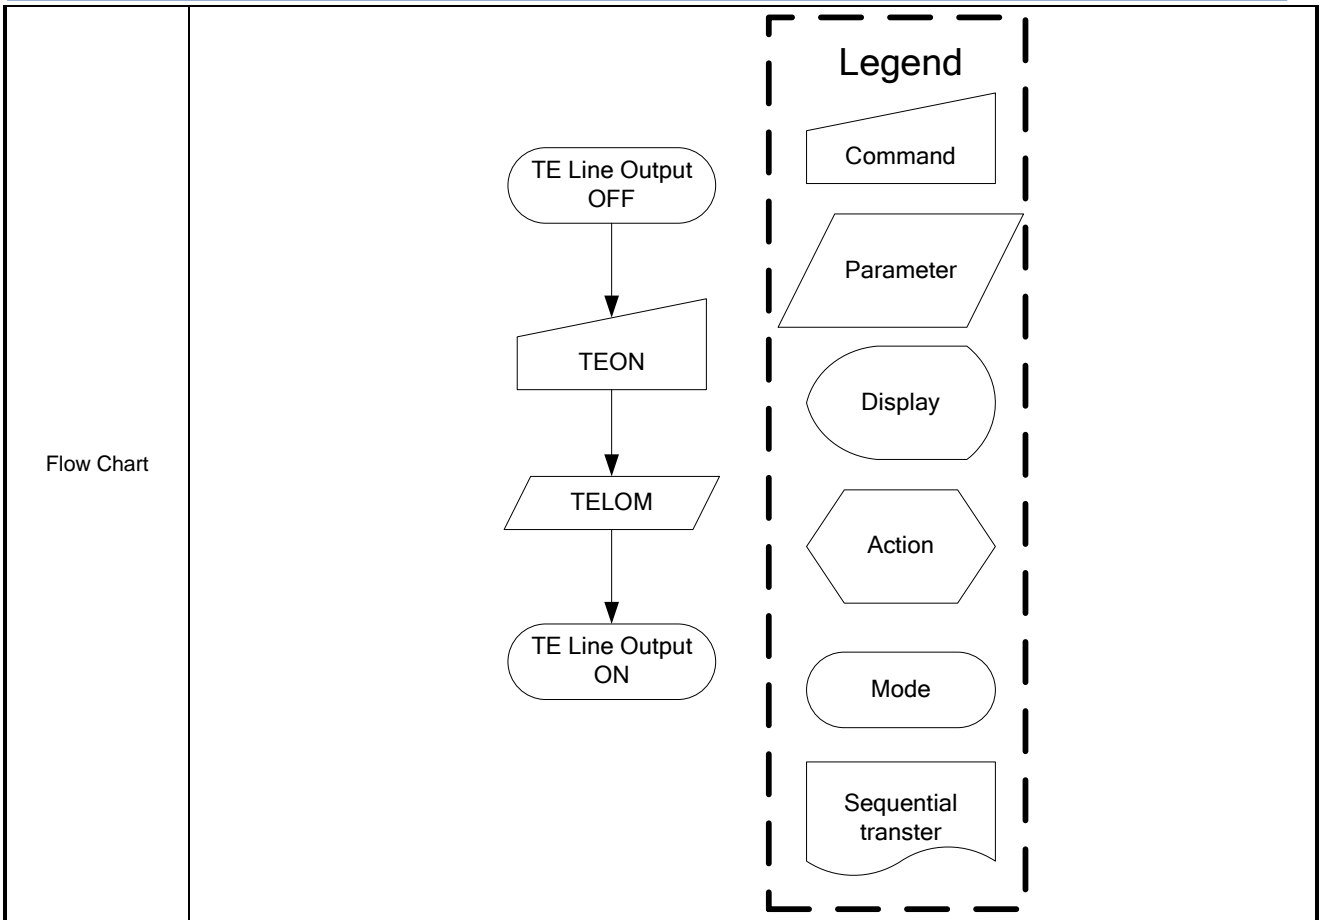 Flow Chart
TE Line Output
OFF
TEON
TELOM
TE Line Output
ON
Legend
Command
Parameter
Display
Action
Mode
Sequential
transter